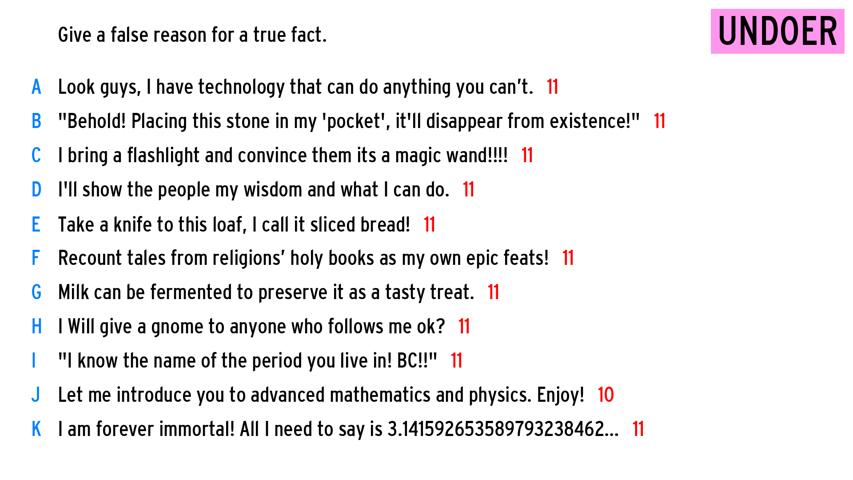 Give a false reason for a true fact.
UNDOER
A Look guys, I have technology that can do anything you can't. 11
B "Behold! Placing this stone in my 'pocket', it'll disappear from existence!" 11
C I bring a flashlight and convince them its a magic wand!!!! 11
D I'll show the people my wisdom and what I can do. 11
E Take a knife to this loaf, I call it sliced bread! 11
F Recount tales from religions' holy books as my own epic feats! 11
G Milk can be fermented to preserve it as a tasty treat. 11
H I Will give a gnome to anyone who follows me ok? 11
I "I know the name of the period you live in! BC!!" 11
J Let me introduce you to advanced mathematics and physics. Enjoy! 10
K I am forever immortal! All I need to say is 3.141592653589793238462... 11